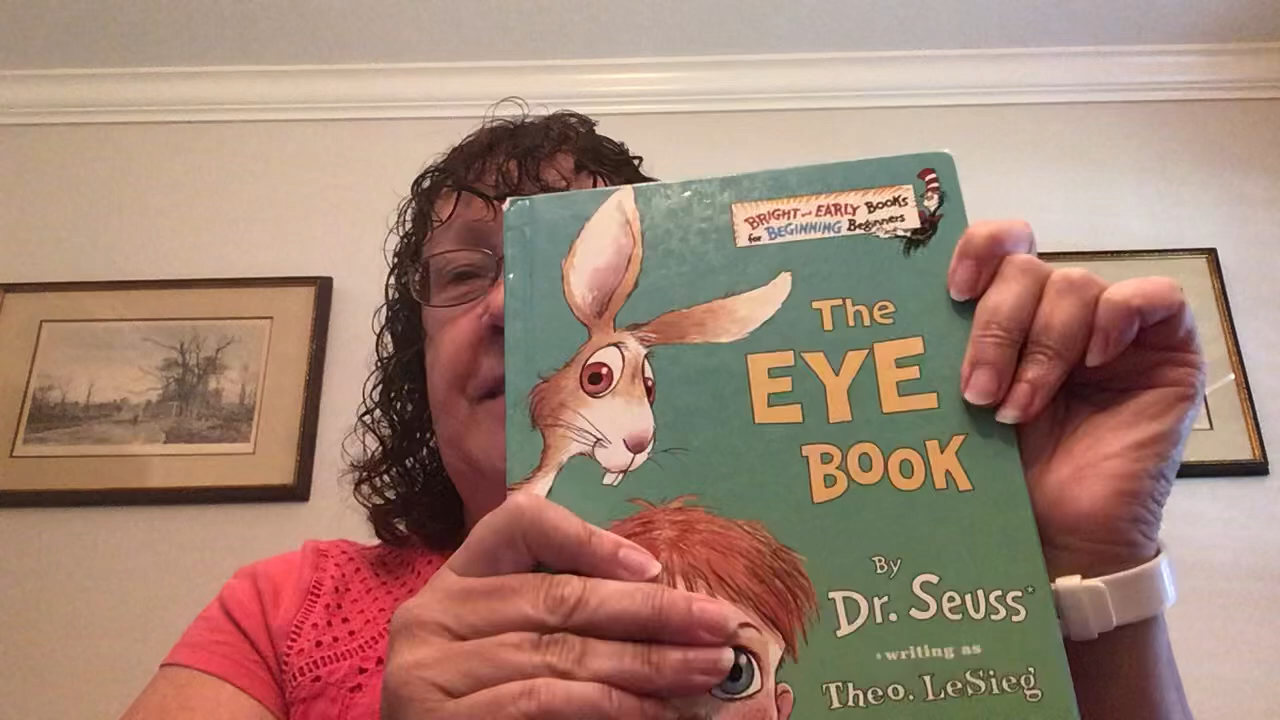 BRIGHT and EARLY BOOKS
for BEGINNING Beginners
The
EYE
BOOK
By
Dr. Seuss*
*writing as
Theo. LeSieg